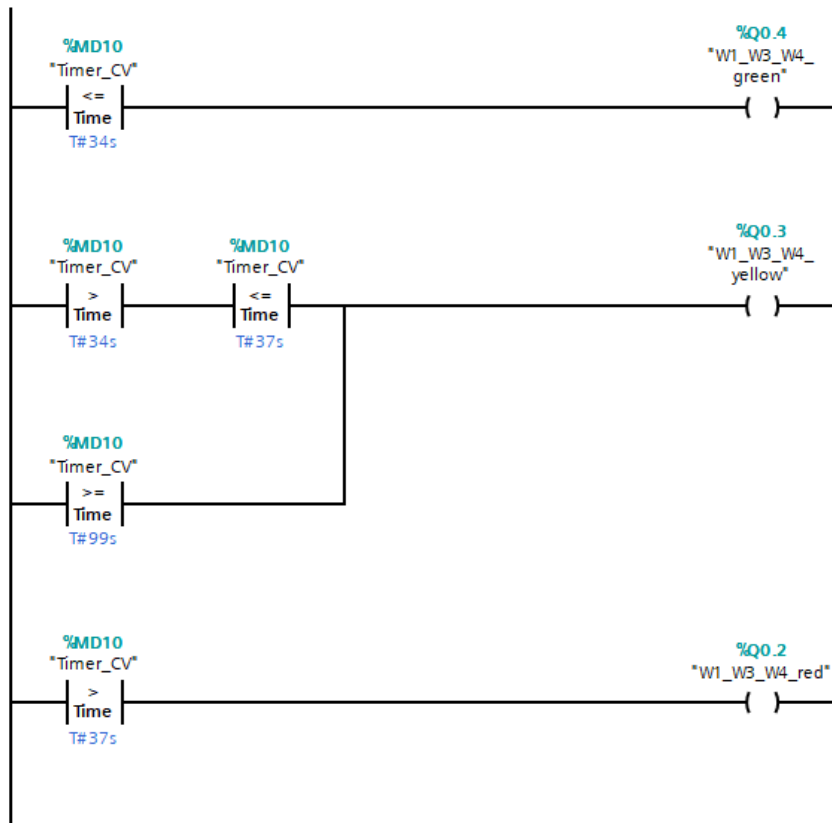 %MD10
"Timer_CV"
<=
Time
T#34s
%Q0.4
"W1_W3_W4_
green"
( )
%MD10
"Timer_CV"
>
Time
T#34s
%MD10
"Timer_CV"
<=
Time
T#37s
%Q0.3
"W1_W3_W4_
yellow"
( )
%MD10
"Timer_CV"
>=
Time
T#99s
%MD10
"Timer_CV"
>
Time
T#37s
%Q0.2
"W1_W3_W4_red"
( )